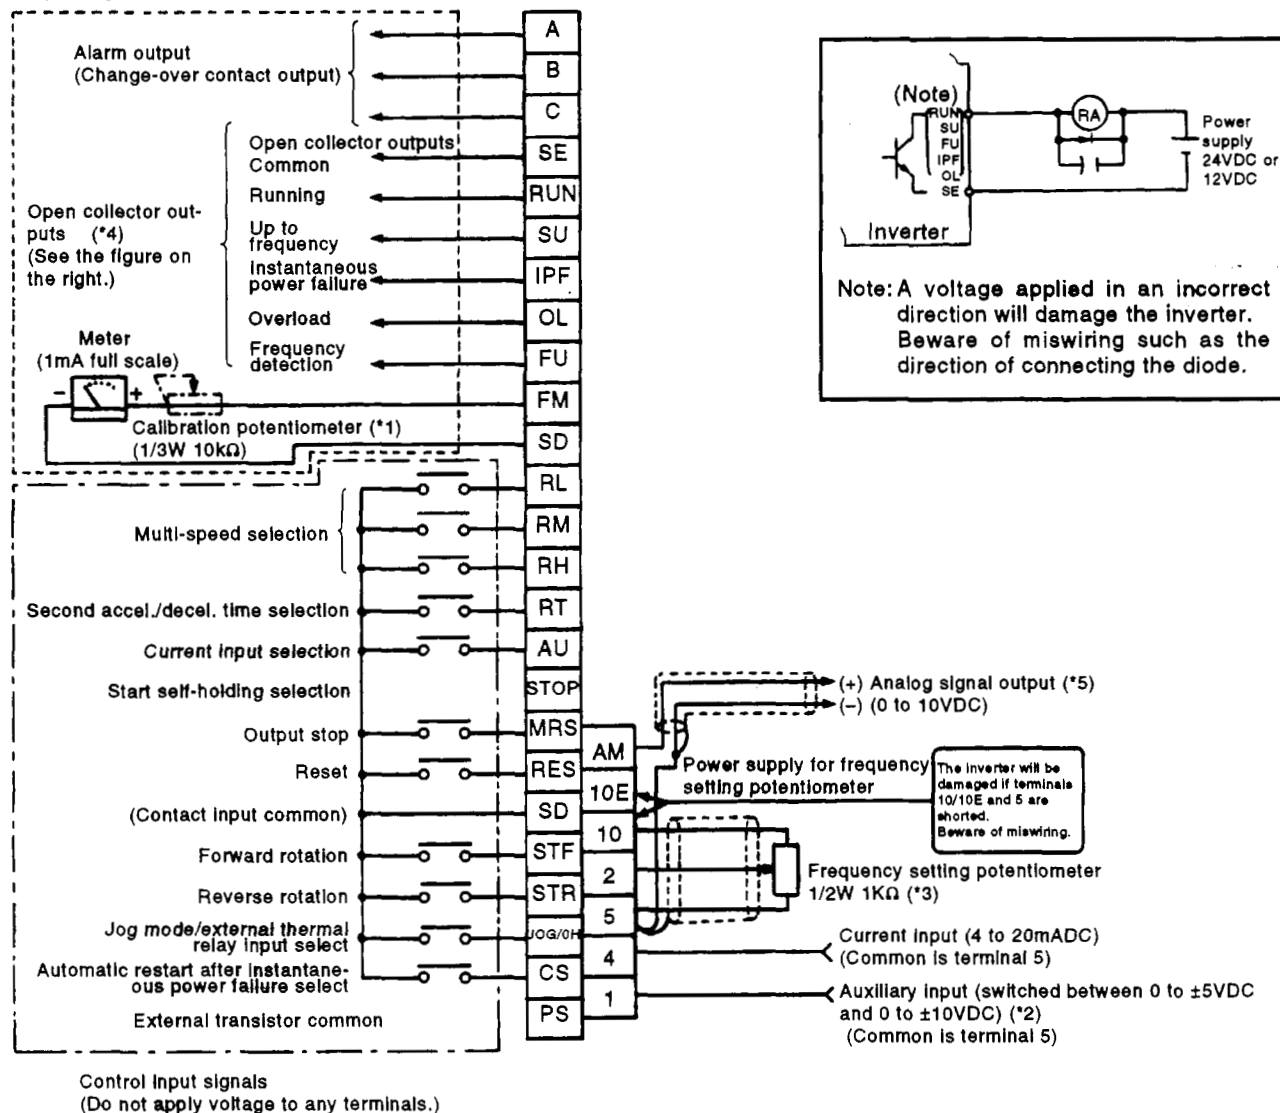 Alarm output
(Change-over contact output)
Open collector out-
puts (*4)
(See the figure on
the right.)
Open collector outputs
Common
Running
Up to
frequency
Instantaneous
power failure
Overload
Frequency
detection
Meter
(1mA full scale)
− +
Calibration potentiometer (*1)
(1/3W 10kΩ)
Multi-speed selection
Second accel./decel. time selection
Current input selection
Start self-holding selection
Output stop
Reset
(Contact input common)
Forward rotation
Reverse rotation
Jog mode/external thermal
relay input select
Automatic restart after instantane-
ous power failure select
External transistor common
Control input signals
(Do not apply voltage to any terminals.)
A
B
C
SE
RUN
SU
IPF
OL
FU
FM
SD
RL
RM
RH
RT
AU
STOP
MRS
RES
SD
STF
STR
JOG/OH
CS
PS
AM
10E
10
2
5
4
1
(Note)
RUN
SU
FU
IPF
OL
SE
RA
Power
supply
24VDC or
12VDC
Inverter
Note: A voltage applied in an incorrect
direction will damage the inverter.
Beware of miswiring such as the
direction of connecting the diode.
(+) Analog signal output (*5)
(−) (0 to 10VDC)
Power supply for frequency
setting potentiometer
The inverter will be
damaged if terminals
10/10E and 5 are
shorted.
Beware of miswiring.
Frequency setting potentiometer
1/2W 1KΩ (*3)
Current input (4 to 20mADC)
(Common is terminal 5)
Auxiliary input (switched between 0 to ±5VDC
and 0 to ±10VDC) (*2)
(Common is terminal 5)